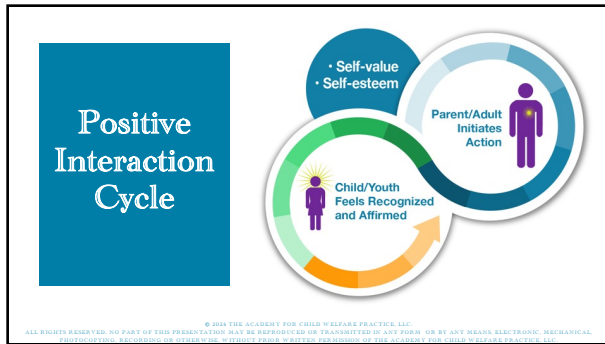 Positive
Interaction
Cycle
• Self-value
• Self-esteem
Parent/Adult
Initiates
Action
Child/Youth
Feels Recognized
and Affirmed
© 2024 THE ACADEMY FOR CHILD WELFARE PRACTICE, LLC.
ALL RIGHTS RESERVED. NO PART OF THIS PRESENTATION MAY BE REPRODUCED OR TRANSMITTED IN ANY FORM OR BY ANY MEANS: ELECTRONIC, MECHANICAL,
PHOTOCOPYING, RECORDING OR OTHERWISE, WITHOUT PRIOR WRITTEN PERMISSION OF THE ACADEMY FOR CHILD WELFARE PRACTICE, LLC.